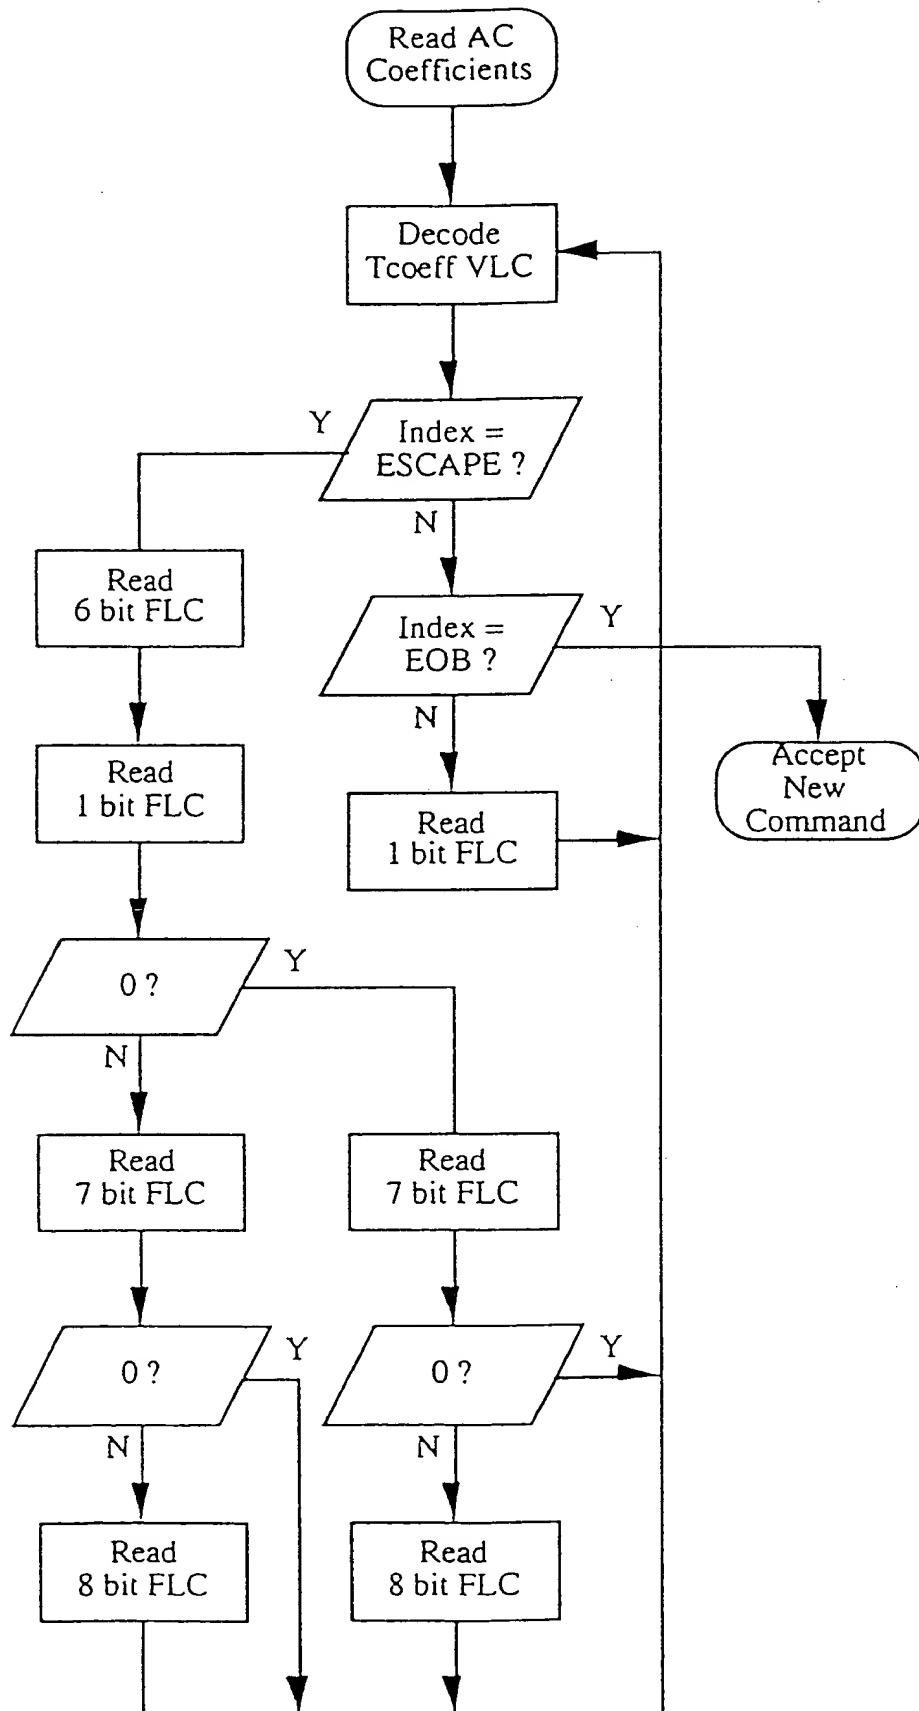 Read AC
Coefficients
Decode
Tcoeff VLC
Y
Index =
ESCAPE ?
N
Read
6 bit FLC
Index =
EOB ?
Y
N
Read
1 bit FLC
Accept
New
Command
Read
1 bit FLC
0 ?
Y
N
Read
7 bit FLC
Read
7 bit FLC
0 ?
Y
0 ?
Y
N
N
Read
8 bit FLC
Read
8 bit FLC